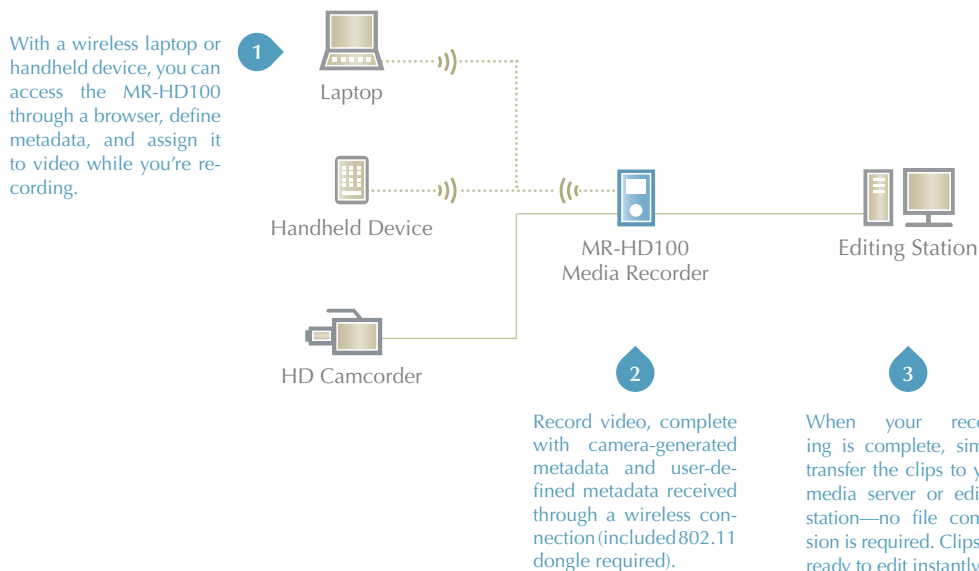 With a wireless laptop or
handheld device, you can
access the MR-HD100
through a browser, define
metadata, and assign it
to video while you're re-
cording.
1
Laptop
Handheld Device
MR-HD100
Media Recorder
Editing Station
HD Camcorder
2
Record video, complete
with camera-generated
metadata and user-de-
fined metadata received
through a wireless con-
nection (included 802.11
dongle required).
3
When your
ing is complete,
transfer the clips to
media server or
station—no file
sion is required. Clips
ready to edit instantly